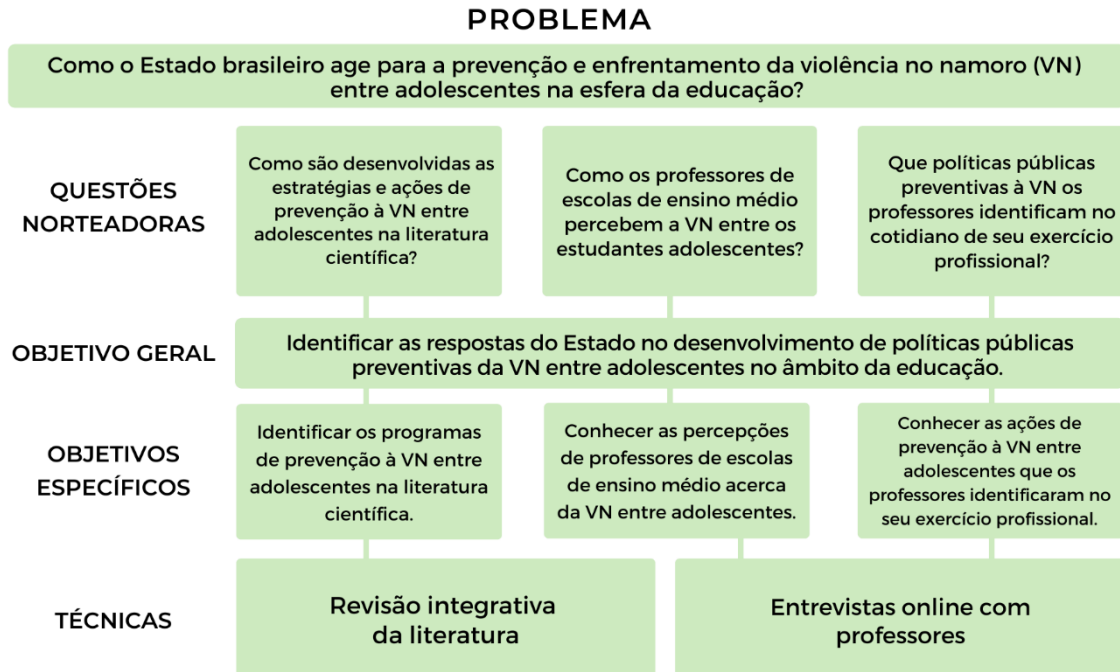 PROBLEMA
Como o Estado brasileiro age para a prevenção e enfrentamento da violência no namoro (VN)
entre adolescentes na esfera da educação?
QUESTÕES
NORTEADORAS
Como são desenvolvidas as
estratégias e ações de
prevenção à VN entre
adolescentes na literatura
científica?
Como os professores de
escolas de ensino médio
percebem a VN entre os
estudantes adolescentes?
Que políticas públicas
preventivas à VN os
professores identificam no
cotidiano de seu exercício
profissional?
OBJETIVO GERAL
Identificar as respostas do Estado no desenvolvimento de políticas públicas
preventivas da VN entre adolescentes no âmbito da educação.
OBJETIVOS
ESPECÍFICOS
Identificar os programas
de prevenção à VN entre
adolescentes na literatura
científica.
Conhecer as percepções
de professores de escolas
de ensino médio acerca
da VN entre adolescentes.
Conhecer as ações de
prevenção à VN entre
adolescentes que os
professores identificaram no
seu exercício profissional.
TÉCNICAS
Revisão integrativa
da literatura
Entrevistas online com
professores